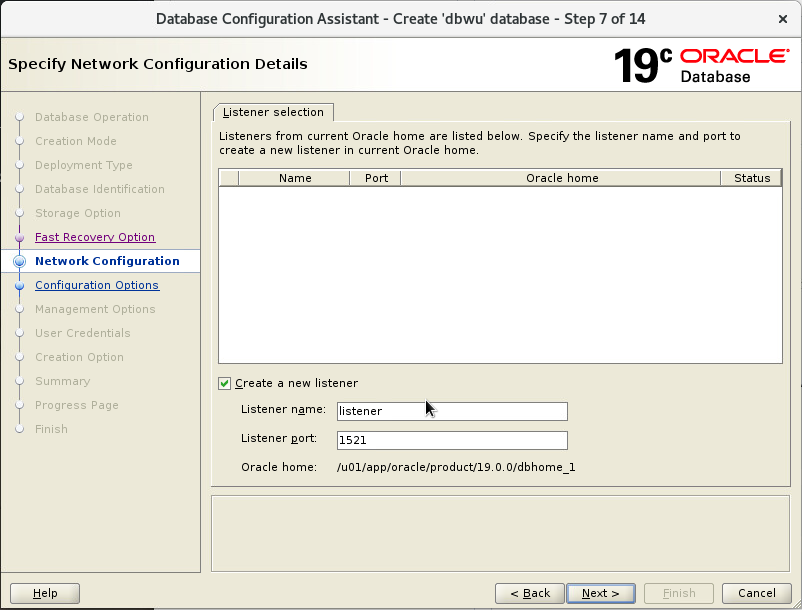 Database Configuration Assistant - Create 'dbwu' database - Step 7 of 14
Specify Network Configuration Details
19c ORACLE Database
Database Operation
Creation Mode
Deployment Type
Database Identification
Storage Option
Fast Recovery Option
Network Configuration
Configuration Options
Management Options
User Credentials
Creation Option
Summary
Progress Page
Finish
Listener selection
Listeners from current Oracle home are listed below. Specify the listener name and port to
create a new listener in current Oracle home.
Name Port Oracle home Status
Create a new listener
Listener name: listener
Listener port: 1521
Oracle home: /u01/app/oracle/product/19.0.0/dbhome_1
Help < Back Next > Finish Cancel